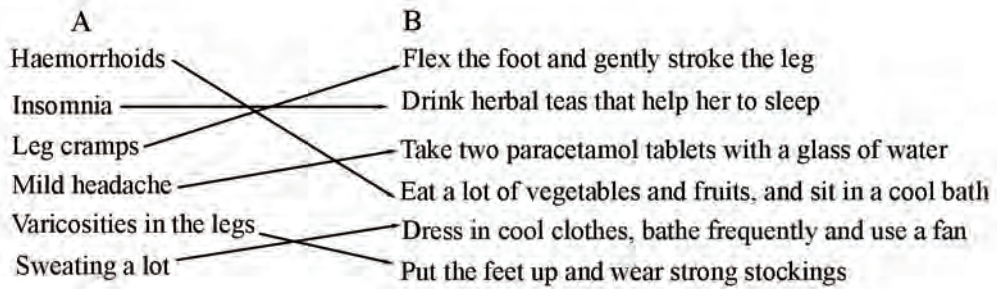 A B
Haemorrhoids Flex the foot and gently stroke the leg
Insomnia Drink herbal teas that help her to sleep
Leg cramps Take two paracetamol tablets with a glass of water
Mild headache Eat a lot of vegetables and fruits, and sit in a cool bath
Varicosities in the legs Dress in cool clothes, bathe frequently and use a fan
Sweating a lot Put the feet up and wear strong stockings